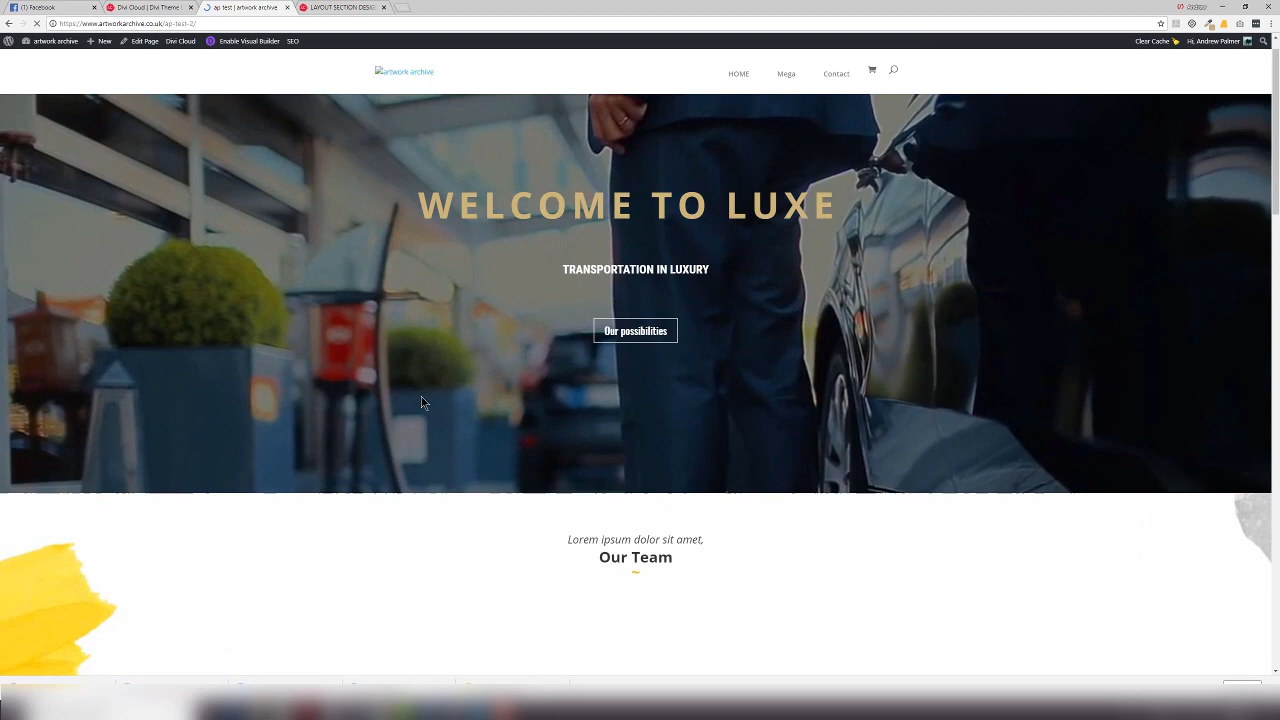 (1) Facebook
Divi Cloud | Divi Theme
ap test | artwork archive
LAYOUT SECTION DESIG
Andrew
https://www.artworkarchive.co.uk/ap-test-2/
artwork archive
New
Edit Page
Divi Cloud
D
Enable Visual Builder
SEO
Clear Cache
Hi, Andrew Palmer
artwork archive
HOME
Mega
Contact
WELCOME TO LUXE
TRANSPORTATION IN LUXURY
Our possibilities
Lorem ipsum dolor sit amet,
Our Team
~